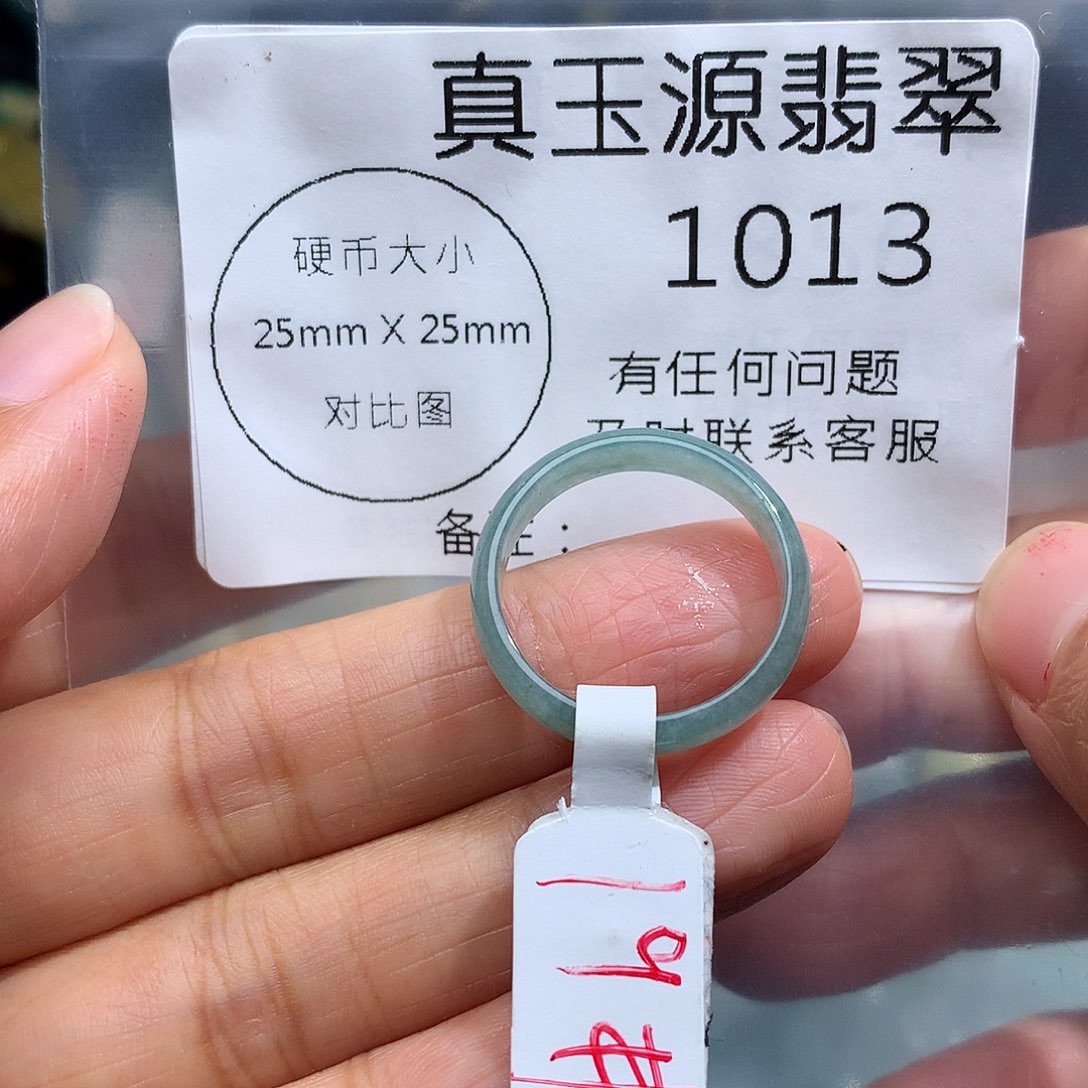 真玉源翡翠
1013
硬币大小
25mm X 25mm
对比图
有任何问题
及时联系客服
备注：
19#